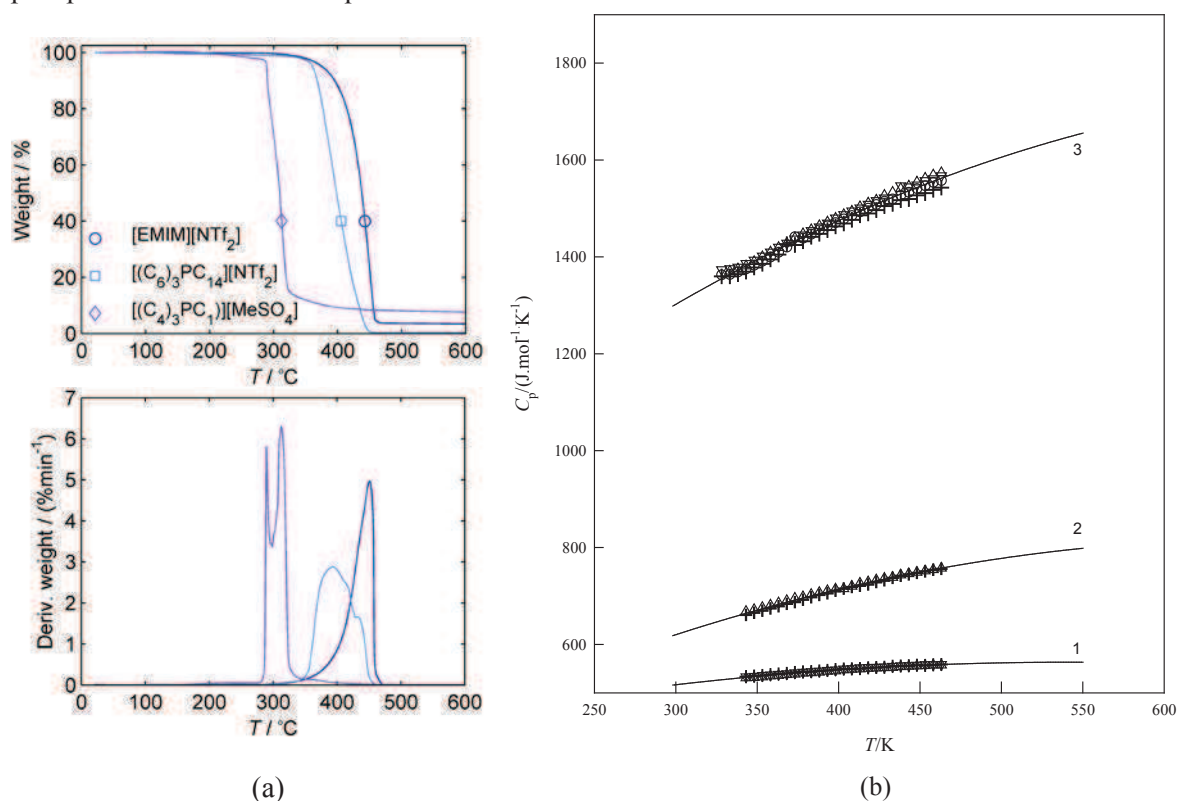 100
80
60
40
20
0
Weight / %
[EMIM][NTf2]
[(C6)3PC14][NTf2]
[(C4)3PC1)][MeSO4]
0 100 200 300 400 500 600
T / °C
7
6
5
4
3
2
1
0
Deriv. weight / (%min-1)
0 100 200 300 400 500 600
T / °C
(a)
1800
1600
1400
1200
1000
800
600
Cp/(J.mol-1.K-1)
3
2
1
250 300 350 400 450 500 550 600
T/K
(b)